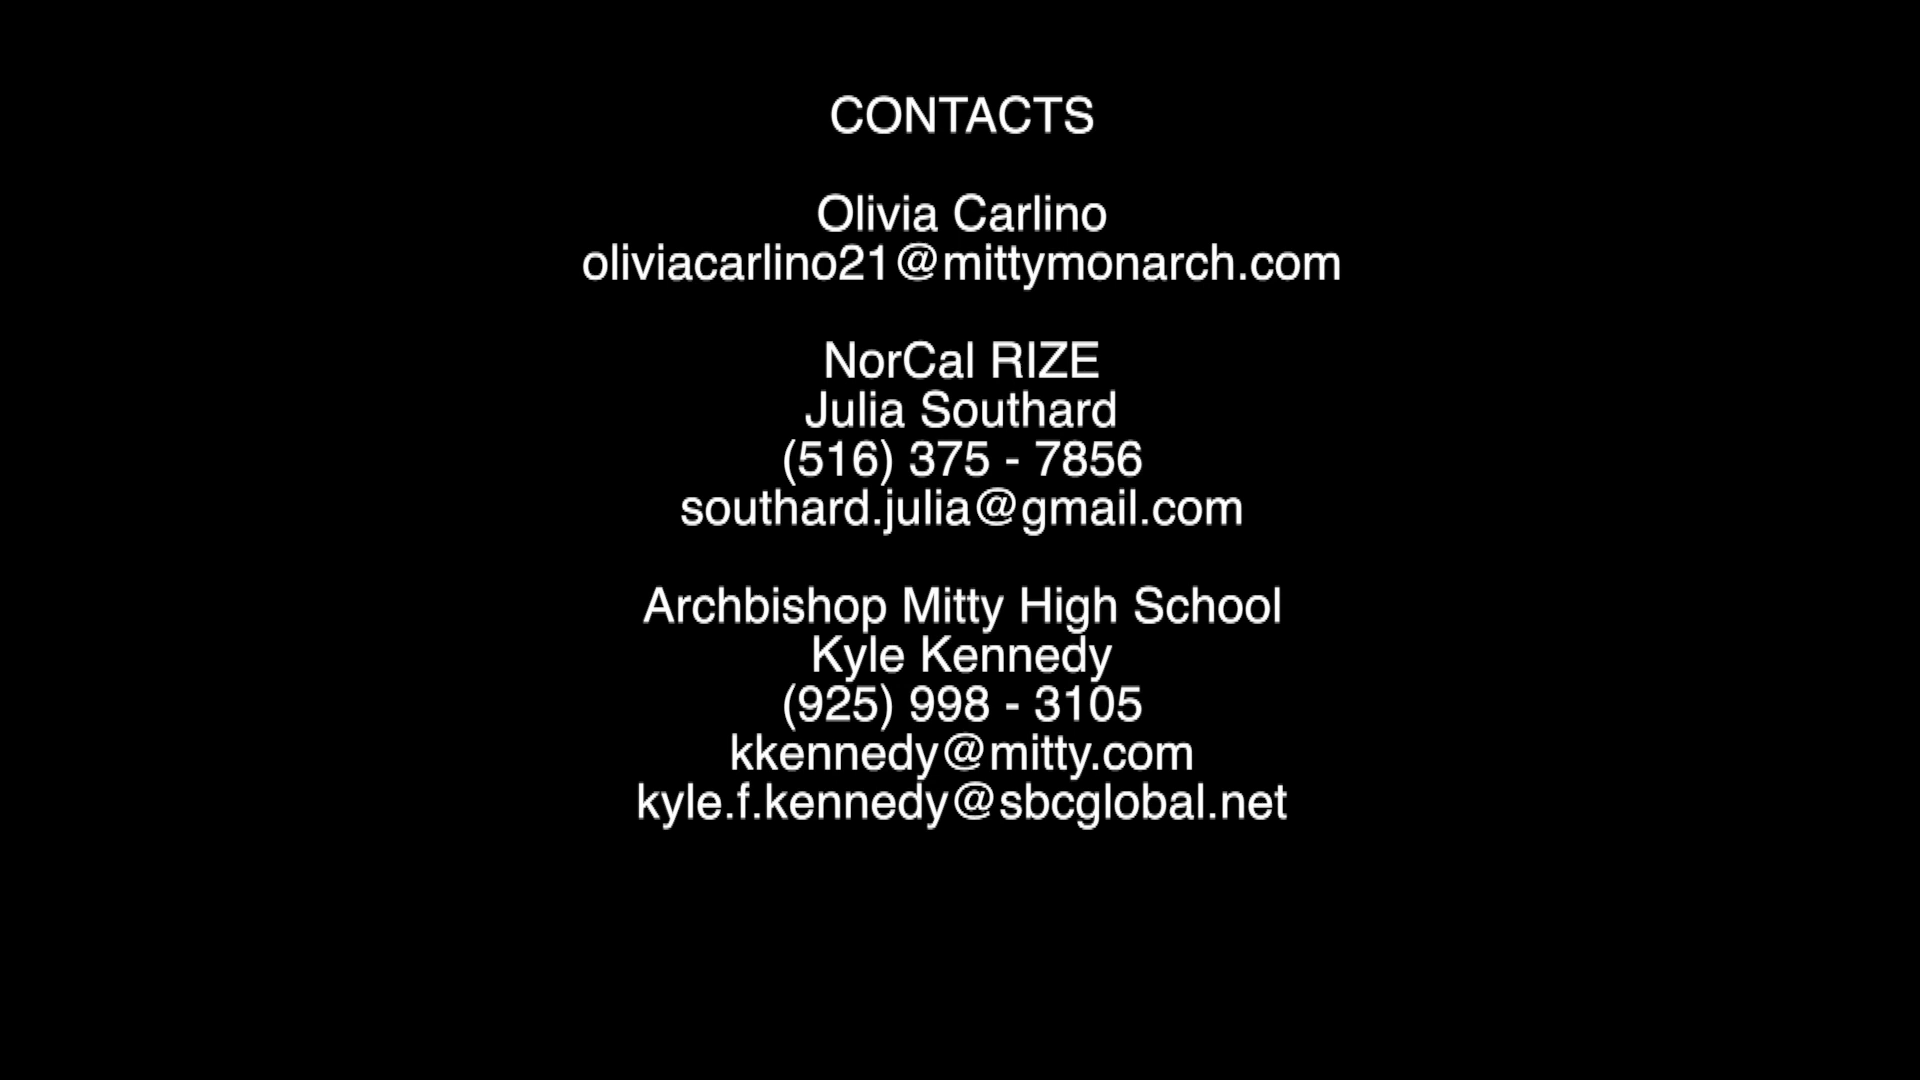 CONTACTS
Olivia Carlino
oliviacarlino21@mittymonarch.com
NorCal RIZE
Julia Southard
(516) 375 - 7856
southard.julia@gmail.com
Archbishop Mitty High School
Kyle Kennedy
(925) 998 - 3105
kkennedy@mitty.com
kyle.f.kennedy@sbcglobal.net